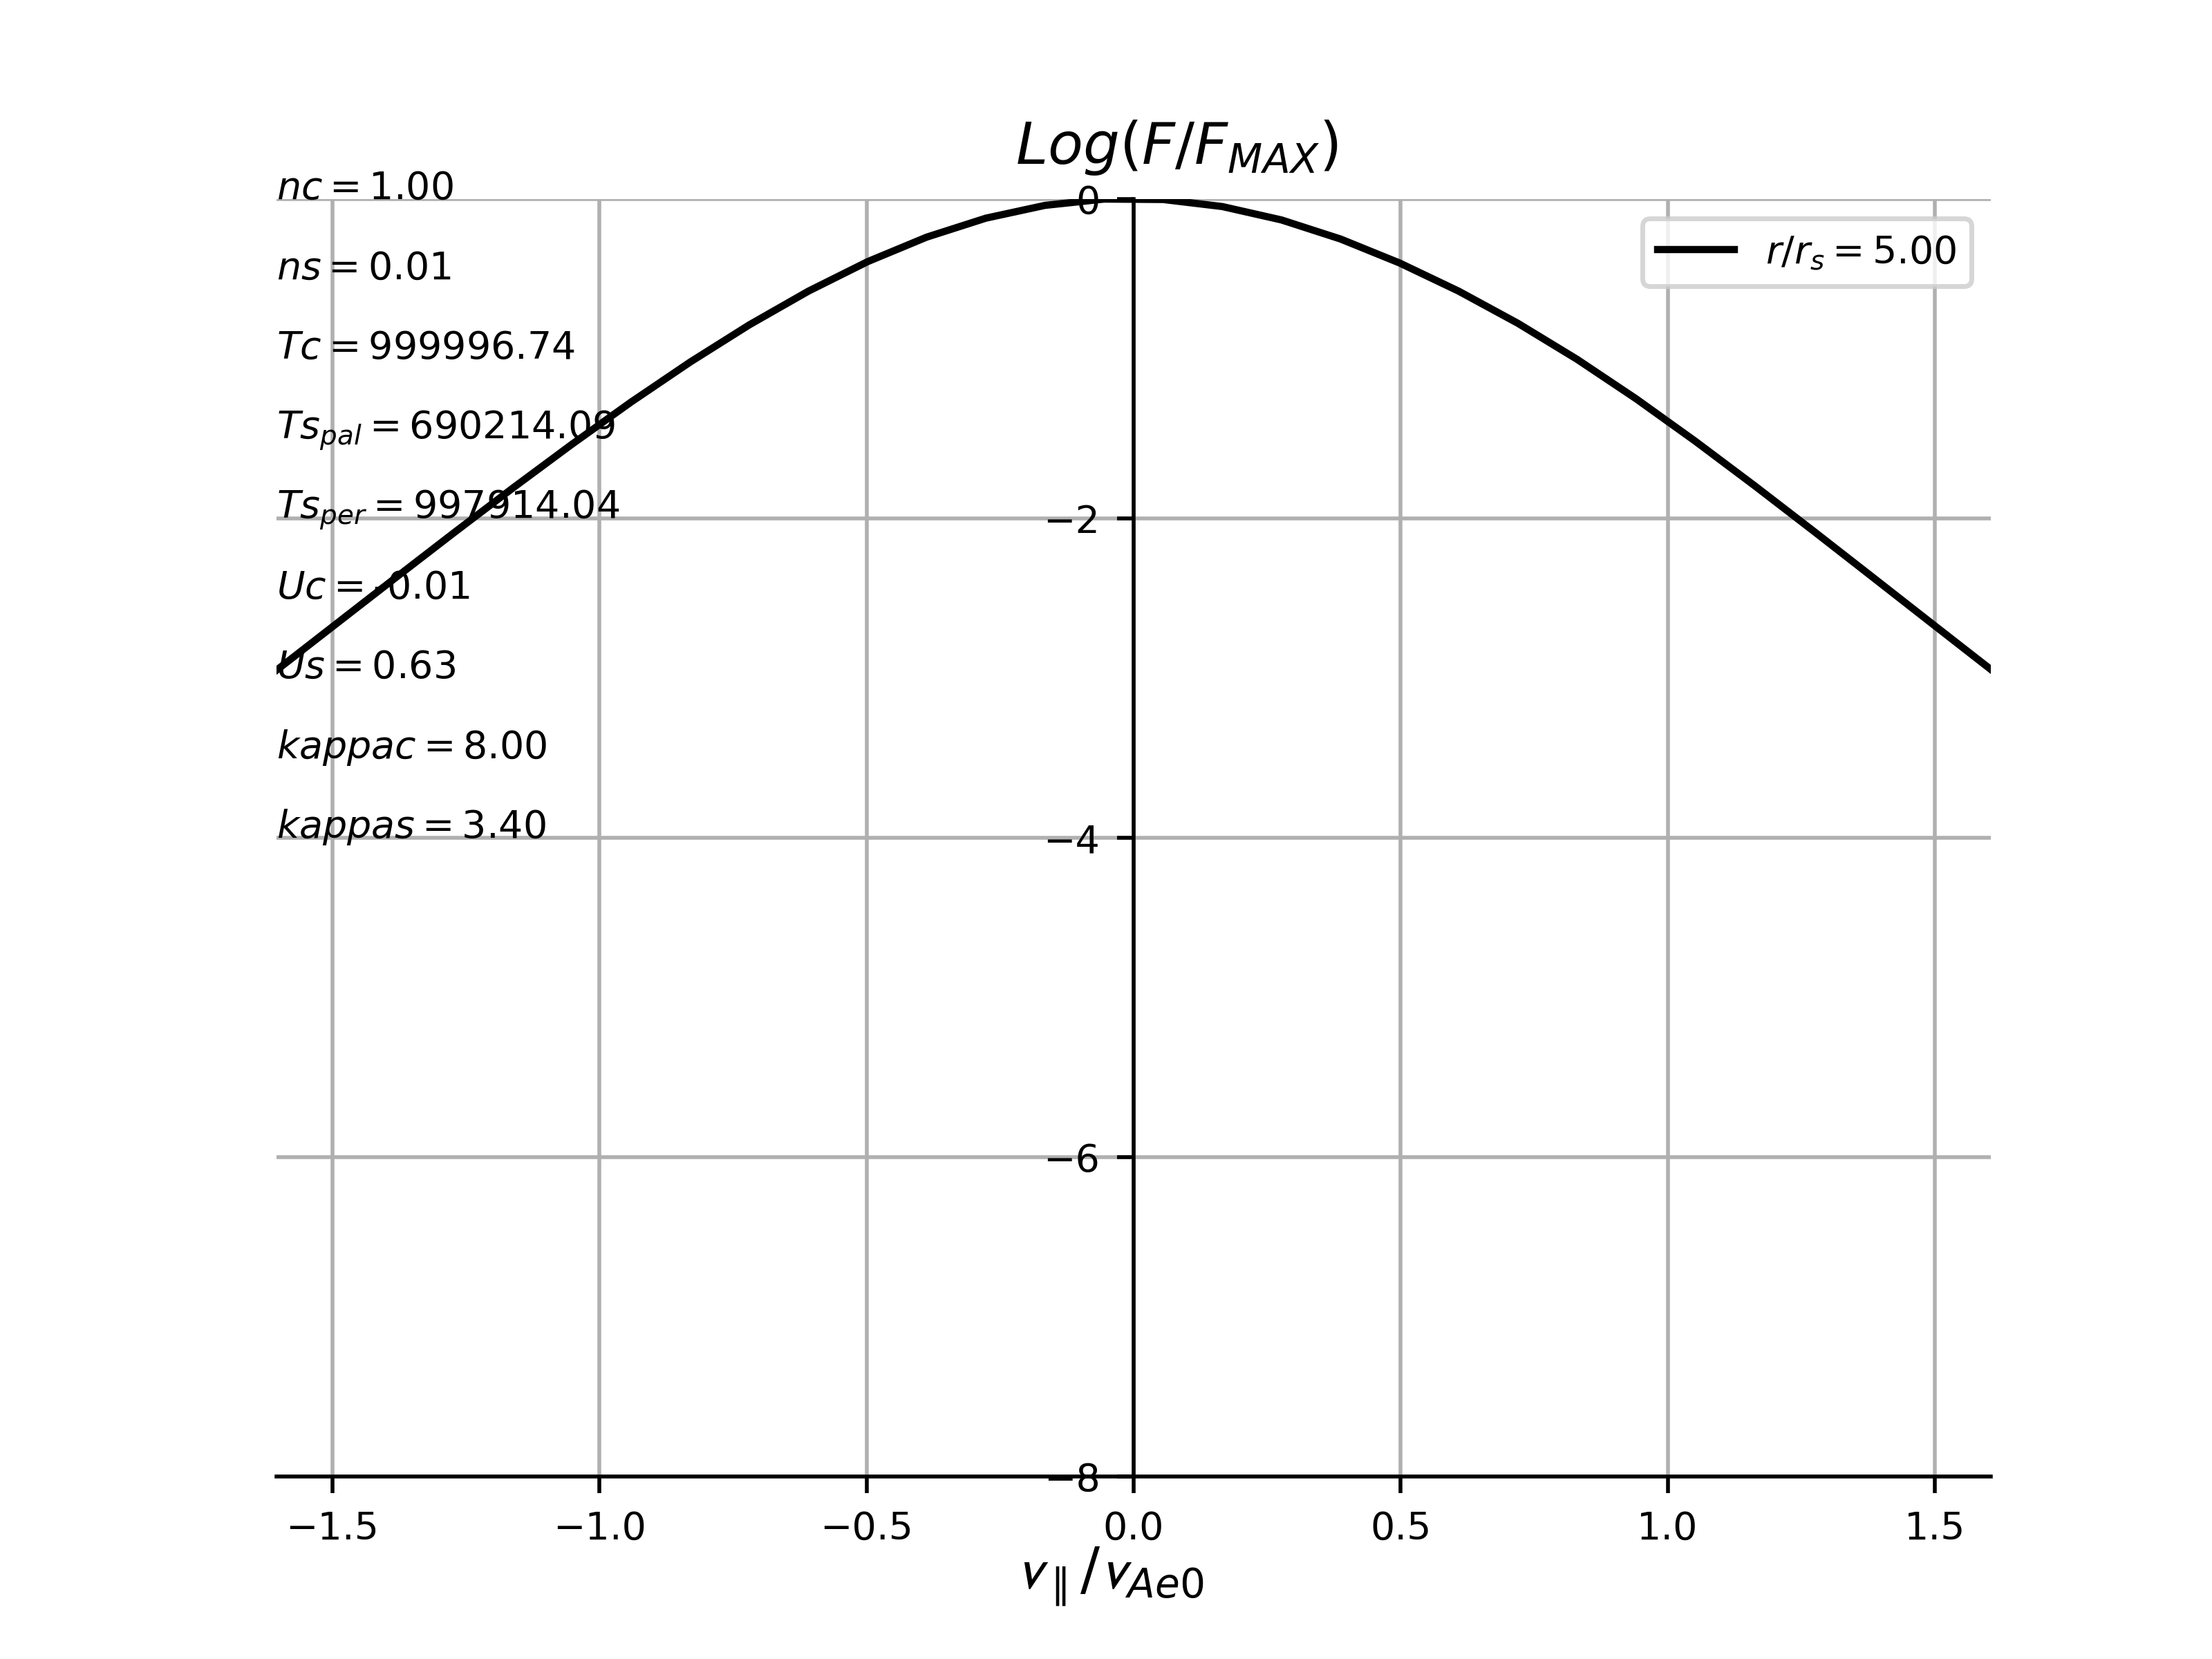 Log(F/F_MAX)
nc = 1.00
ns = 0.01
Tc = 999996.74
Ts_pal = 690214.09
Ts_per = 997914.04
Uc = -0.01
Us = 0.63
kappac = 8.00
kappas = 3.40
r/r_s = 5.00
0
−2
−4
−6
−8
−1.5 −1.0 −0.5 0.0 0.5 1.0 1.5
v_∥/v_Ae0